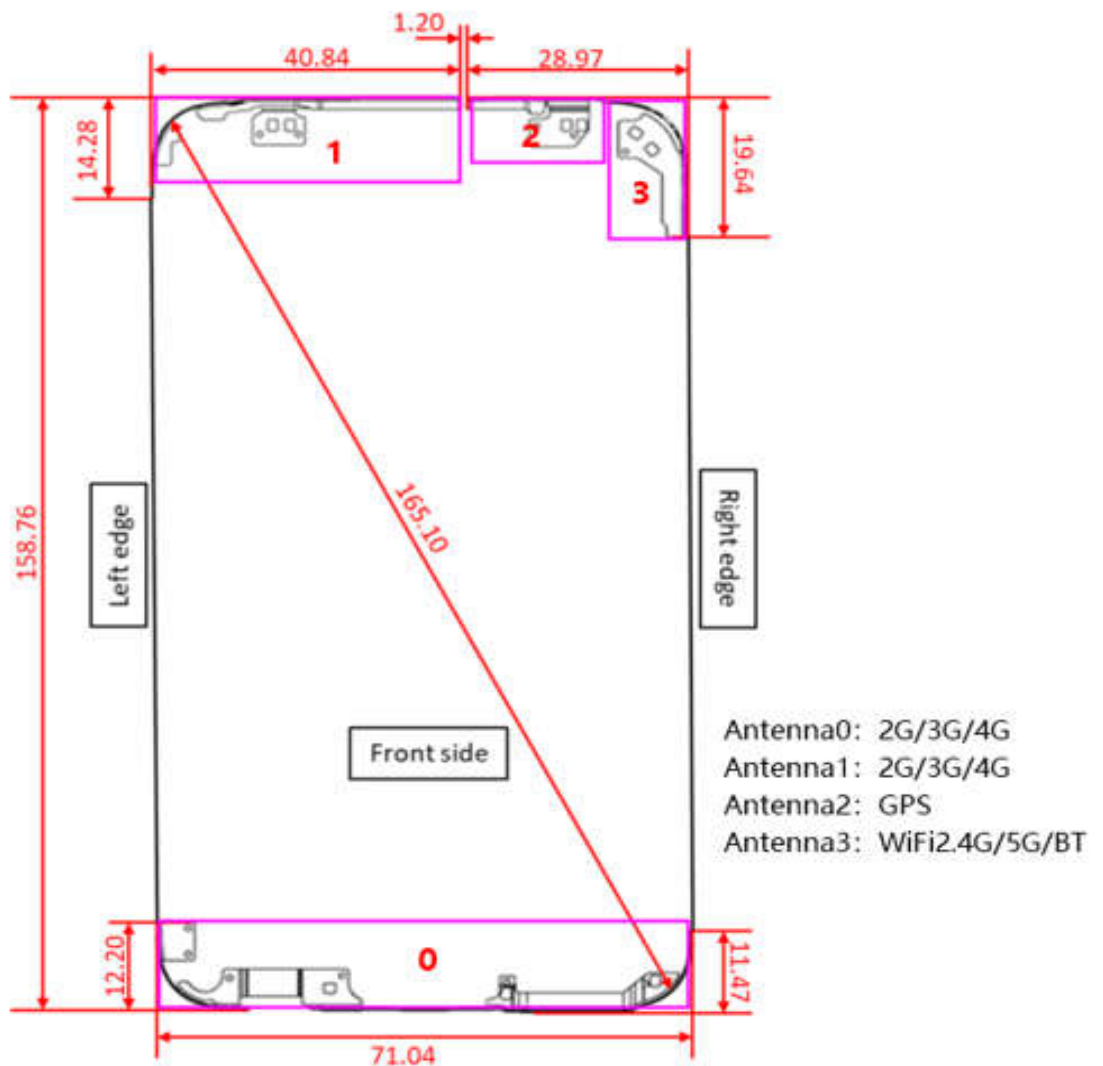 1.20
40.84
28.97
14.28
1
2
19.64
3
158.76
Left edge
165.10
Right edge
Front side
Antenna0: 2G/3G/4G
Antenna1: 2G/3G/4G
Antenna2: GPS
Antenna3: WiFi2.4G/5G/BT
12.20
0
11.47
71.04